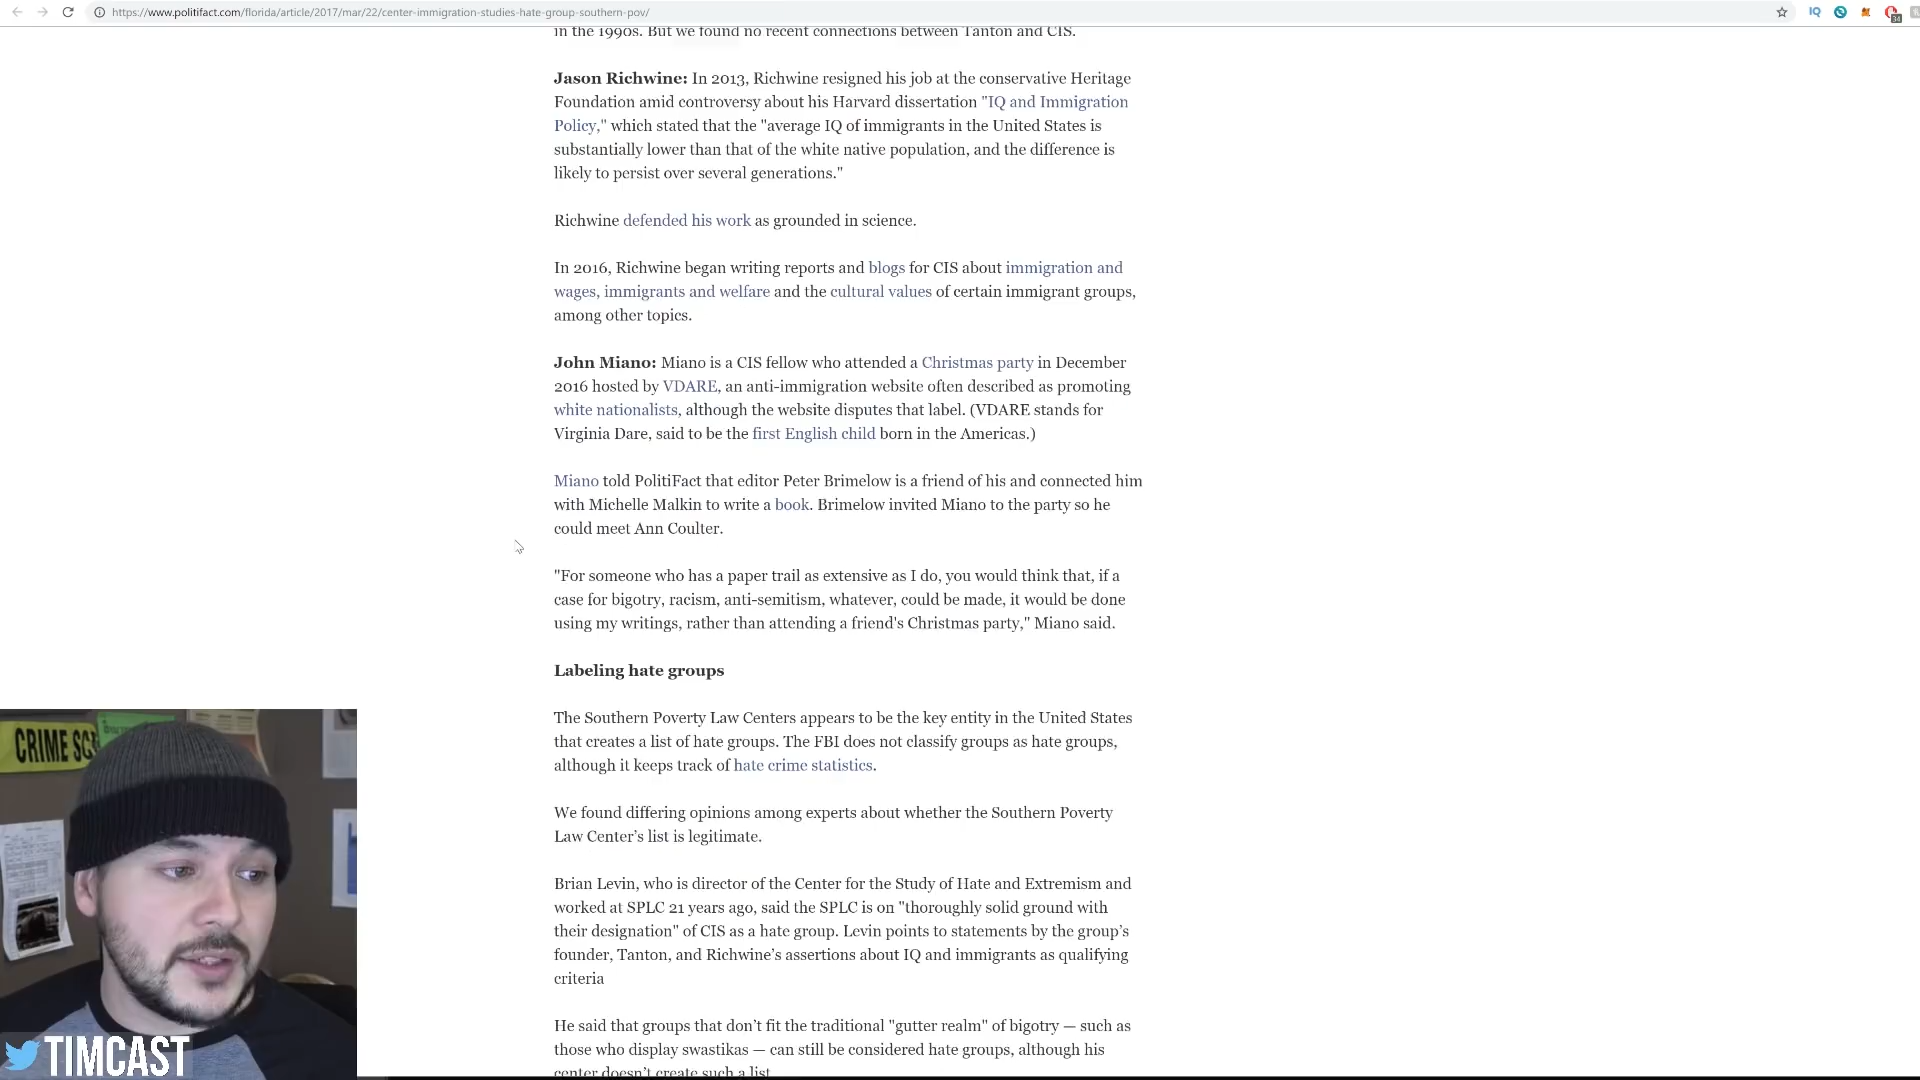 https://www.politifact.com/florida/article/2017/mar/22/center-immigration-studies-hate-group-southern-pov/
IQ
34
in the 1990s. But we found no recent connections between Tanton and CIS.
Jason Richwine: In 2013, Richwine resigned his job at the conservative Heritage
Foundation amid controversy about his Harvard dissertation "IQ and Immigration
Policy," which stated that the "average IQ of immigrants in the United States is
substantially lower than that of the white native population, and the difference is
likely to persist over several generations."
Richwine defended his work as grounded in science.
In 2016, Richwine began writing reports and blogs for CIS about immigration and
wages, immigrants and welfare and the cultural values of certain immigrant groups,
among other topics.
John Miano: Miano is a CIS fellow who attended a Christmas party in December
2016 hosted by VDARE, an anti-immigration website often described as promoting
white nationalists, although the website disputes that label. (VDARE stands for
Virginia Dare, said to be the first English child born in the Americas.)
Miano told PolitiFact that editor Peter Brimelow is a friend of his and connected him
with Michelle Malkin to write a book. Brimelow invited Miano to the party so he
could meet Ann Coulter.
"For someone who has a paper trail as extensive as I do, you would think that, if a
case for bigotry, racism, anti-semitism, whatever, could be made, it would be done
using my writings, rather than attending a friend's Christmas party," Miano said.
Labeling hate groups
The Southern Poverty Law Centers appears to be the key entity in the United States
that creates a list of hate groups. The FBI does not classify groups as hate groups,
although it keeps track of hate crime statistics.
We found differing opinions among experts about whether the Southern Poverty
Law Center’s list is legitimate.
Brian Levin, who is director of the Center for the Study of Hate and Extremism and
worked at SPLC 21 years ago, said the SPLC is on "thoroughly solid ground with
their designation" of CIS as a hate group. Levin points to statements by the group’s
founder, Tanton, and Richwine’s assertions about IQ and immigrants as qualifying
criteria
He said that groups that don’t fit the traditional "gutter realm" of bigotry — such as
those who display swastikas — can still be considered hate groups, although his
center doesn’t create such a list.
CRIME SC
TIMCAST